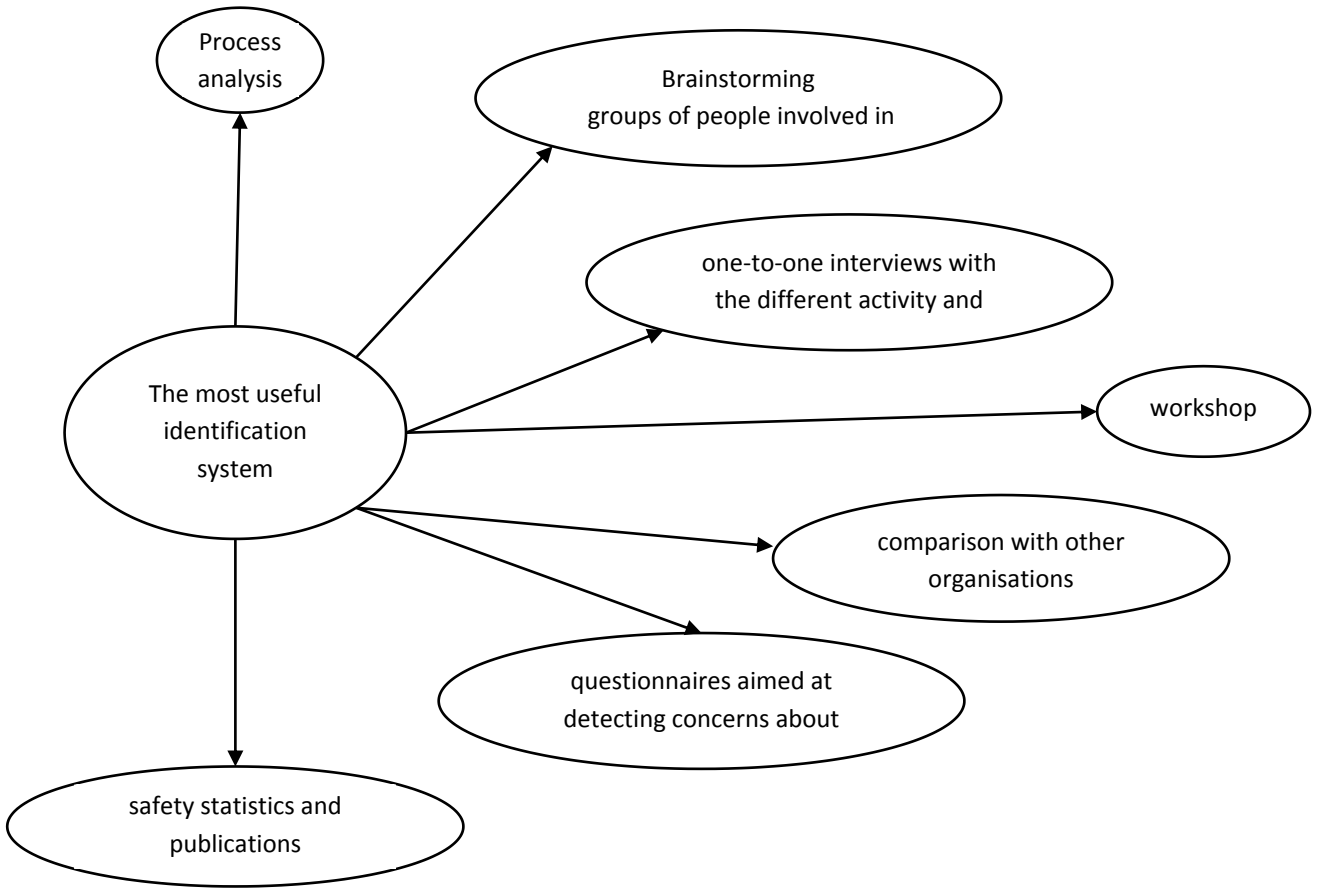 Process
analysis
Brainstorming
groups of people involved in
one-to-one interviews with
the different activity and
The most useful
identification
system
workshop
comparison with other
organisations
questionnaires aimed at
detecting concerns about
safety statistics and
publications